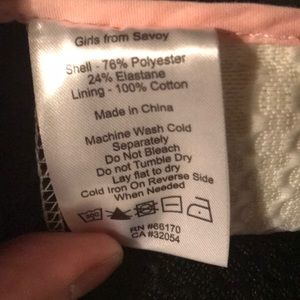 Girls from Savoy
Shell - 76% Polyester
24% Elastane
Lining - 100% Cotton
Made in China
Machine Wash Cold
Separately
Do Not Bleach
Do not Tumble Dry
Lay flat to dry
Cold Iron On Reverse Side
When Needed
RN #66170
CA #32054